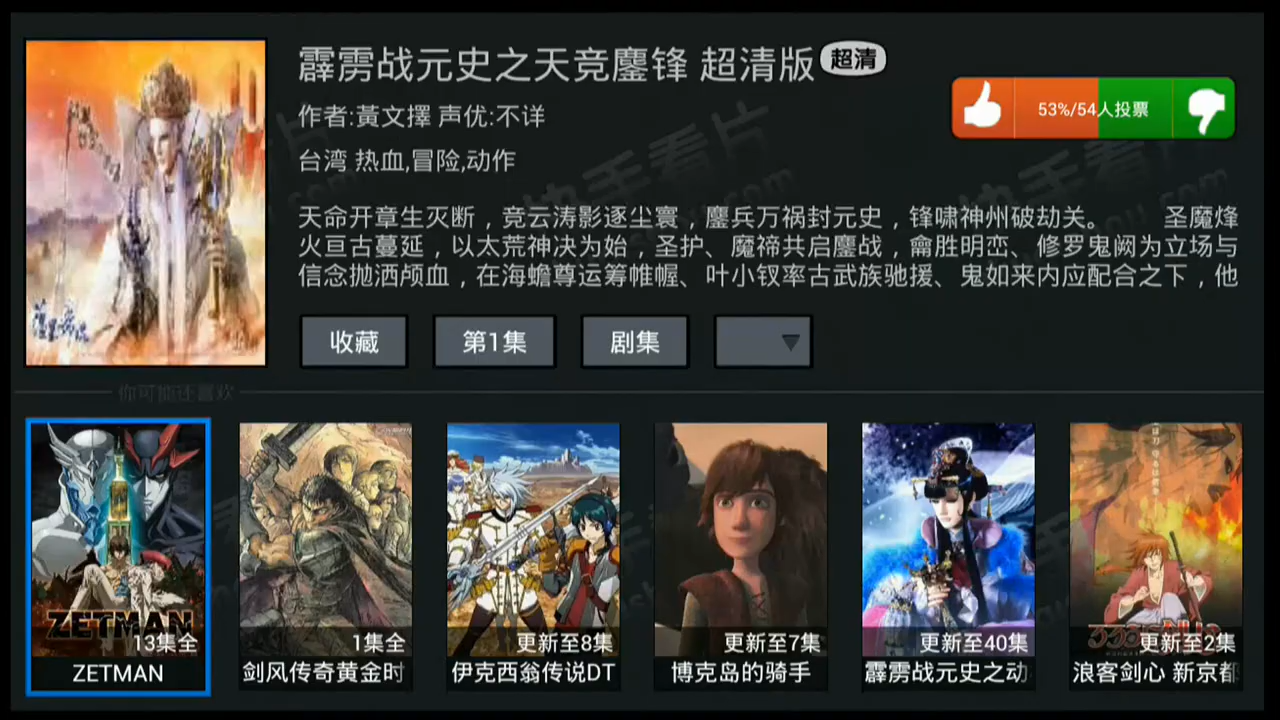 霹雳战元史之天竞鏖锋 超清版 超清
作者:黃文擇 声优:不详
53%/54人投票
台湾 热血,冒险,动作
天命开章生灭断，竞云涛影逐尘寰，鏖兵万祸封元史，锋啸神州破劫关。 圣魔烽
火亘古蔓延，以太荒神决为始，圣护、魔禘共启鏖战，龠胜明峦、修罗鬼阙为立场与
信念抛洒颅血，在海蟾尊运筹帷幄、叶小钗率古武族驰援、鬼如来内应配合之下，他
收藏
第1集
剧集
你可能还喜欢
ZETMAN
13集全
ZETMAN
1集全
剑风传奇黄金时
更新至8集
伊克西翁传说DT
更新至7集
博克岛的骑手
更新至40集
霹雳战元史之动
更新至2集
浪客剑心 新京都